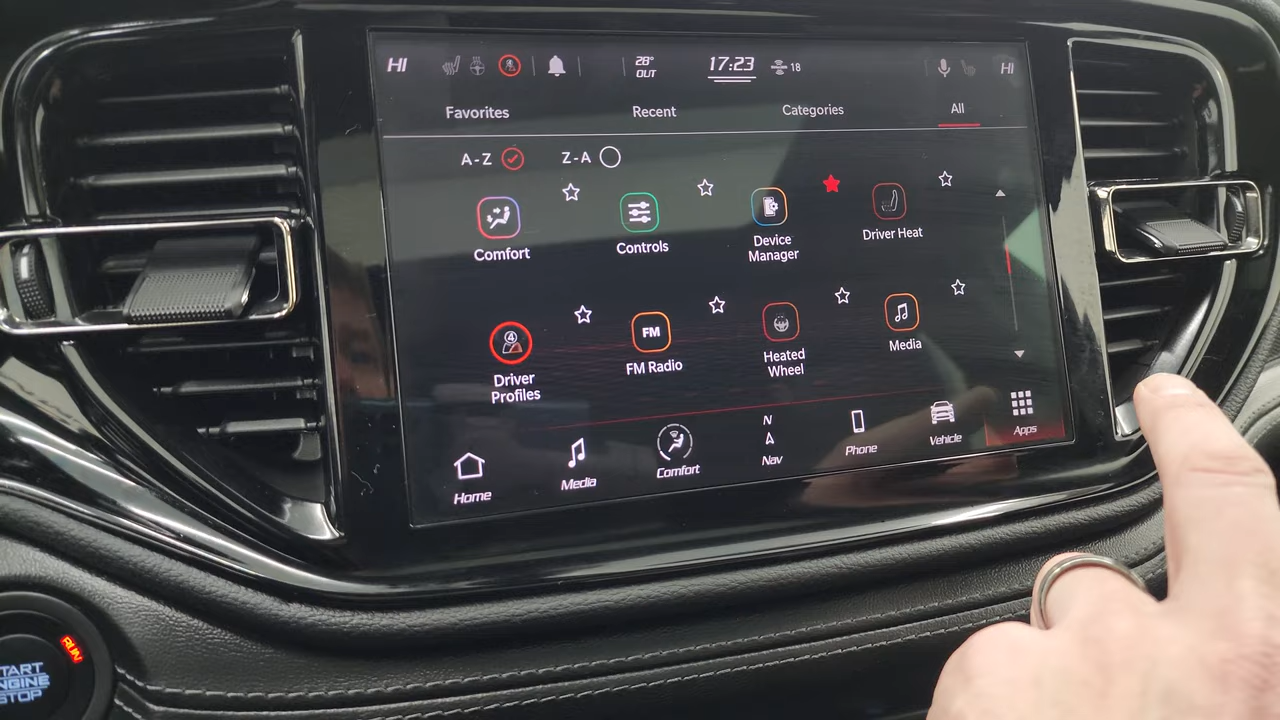 HI 28° 17:23 18 HI
OUT
Favorites Recent Categories All
A-Z Z-A
Comfort Controls Device Driver Heat
Manager
4 FM
Driver FM Radio Heated Media
Profiles Wheel
N
Home Media Comfort Nav Phone Vehicle Apps
RUN
START
ENGINE
STOP